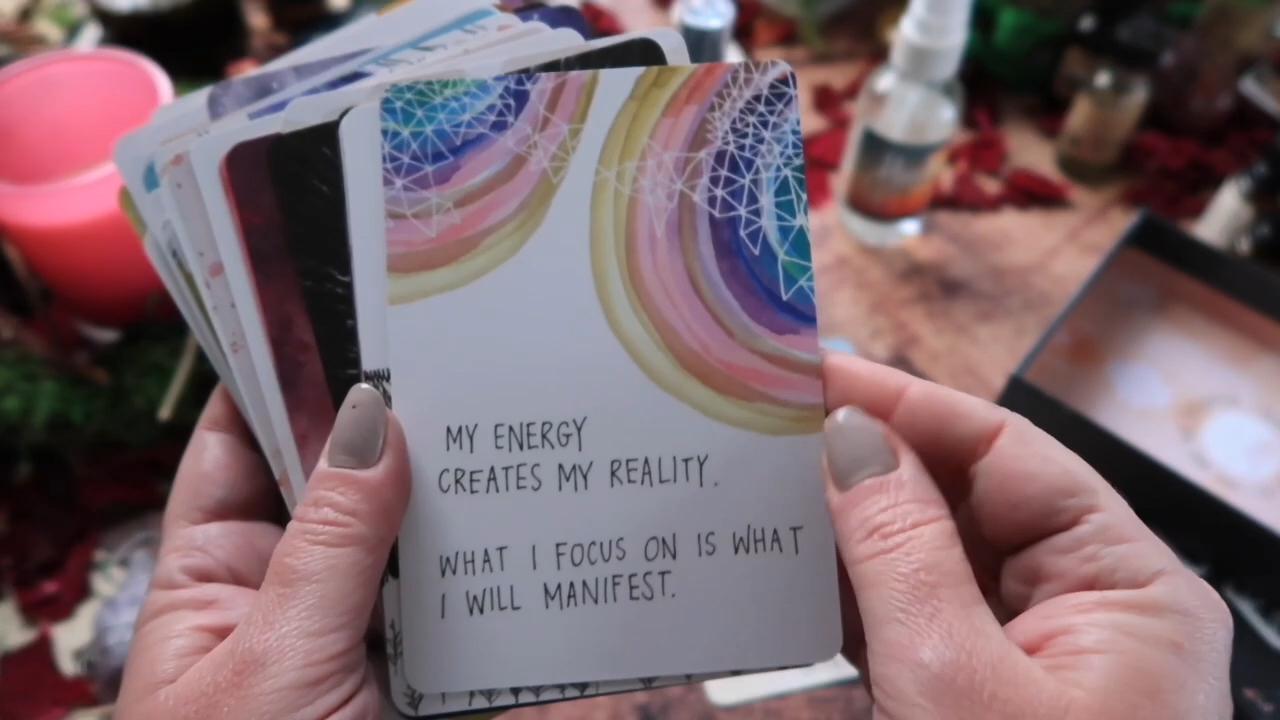 MY ENERGY
CREATES MY REALITY.
WHAT I FOCUS ON IS WHAT
I WILL MANIFEST.